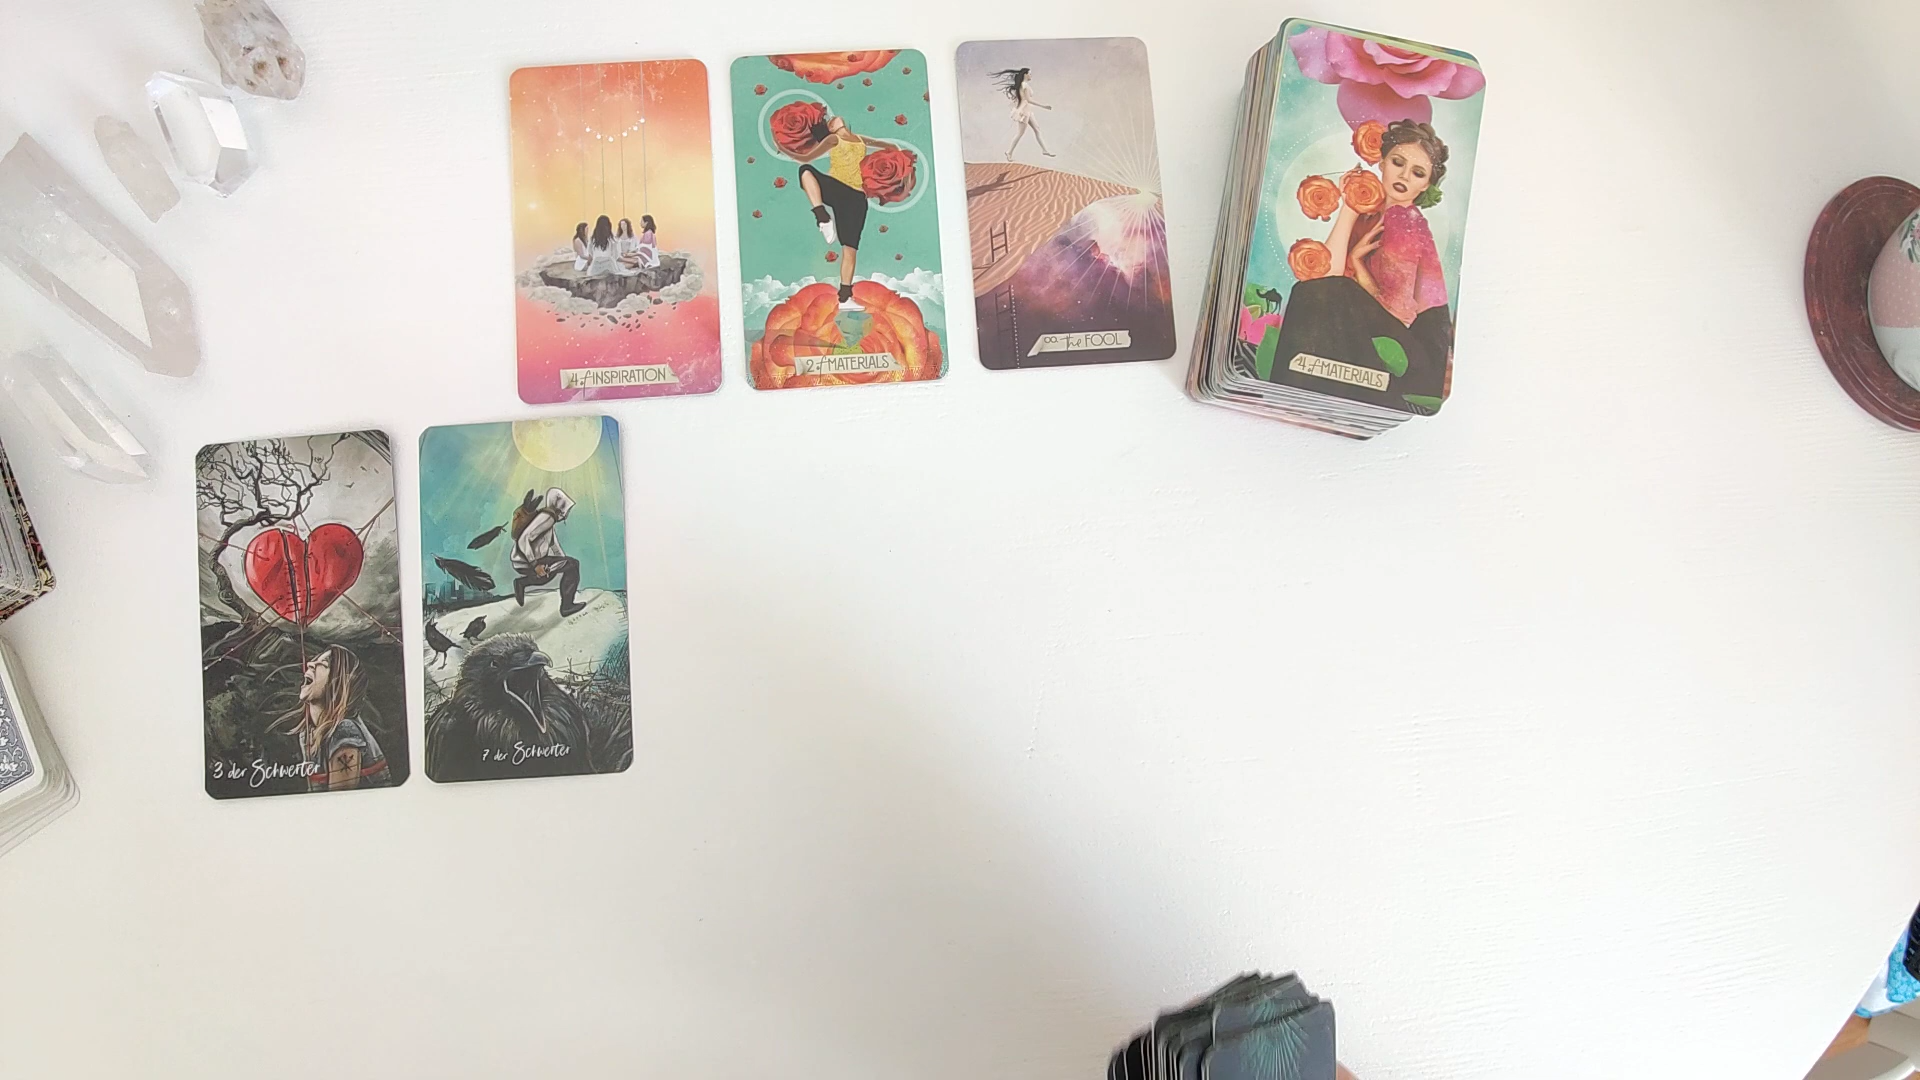 4 of INSPIRATION
2 of MATERIALS
00. the FOOL
4 of MATERIALS
3 der Schwerter
7 der Schwerter